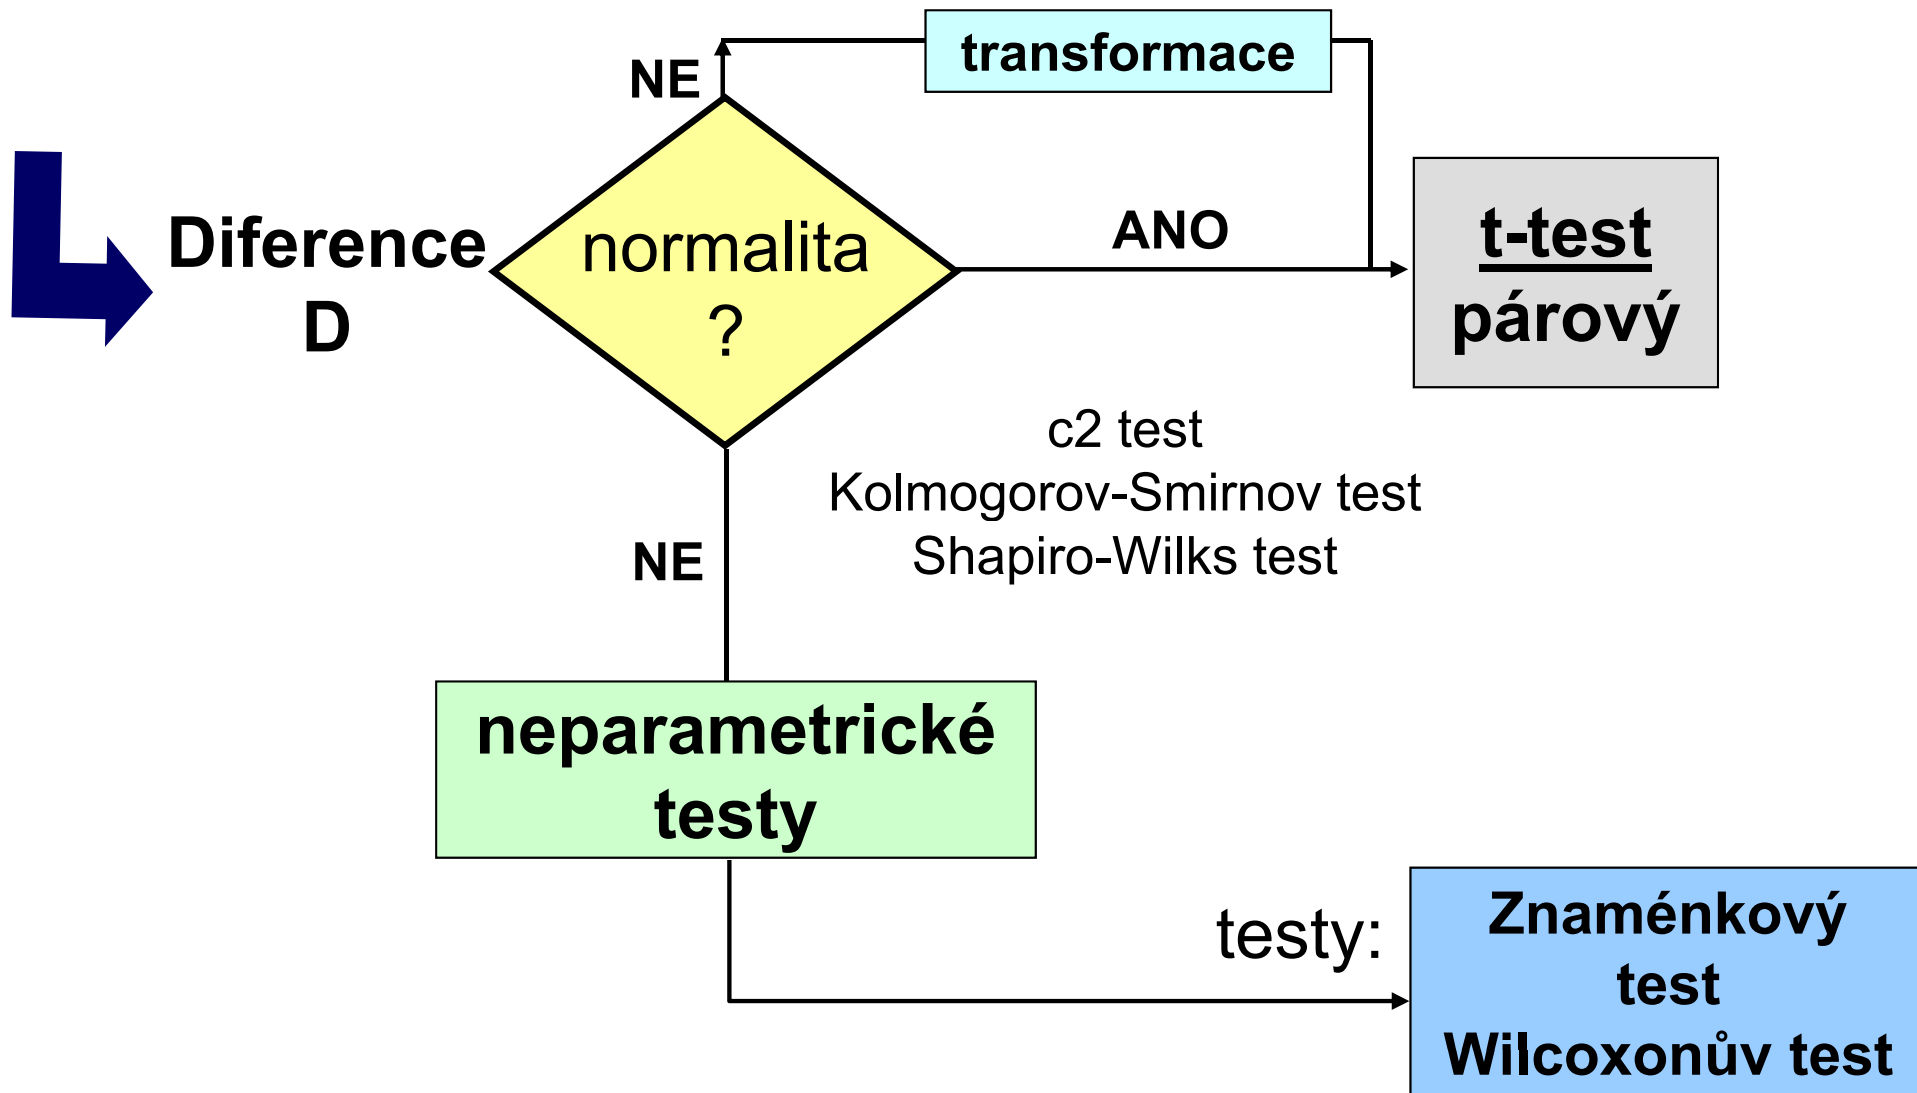 transformace
NE
Diference
D
normalita
?
ANO
t-test
párový
c2 test
Kolmogorov-Smirnov test
Shapiro-Wilks test
NE
neparametrické
testy
testy:
Znaménkový
test
Wilcoxonův test